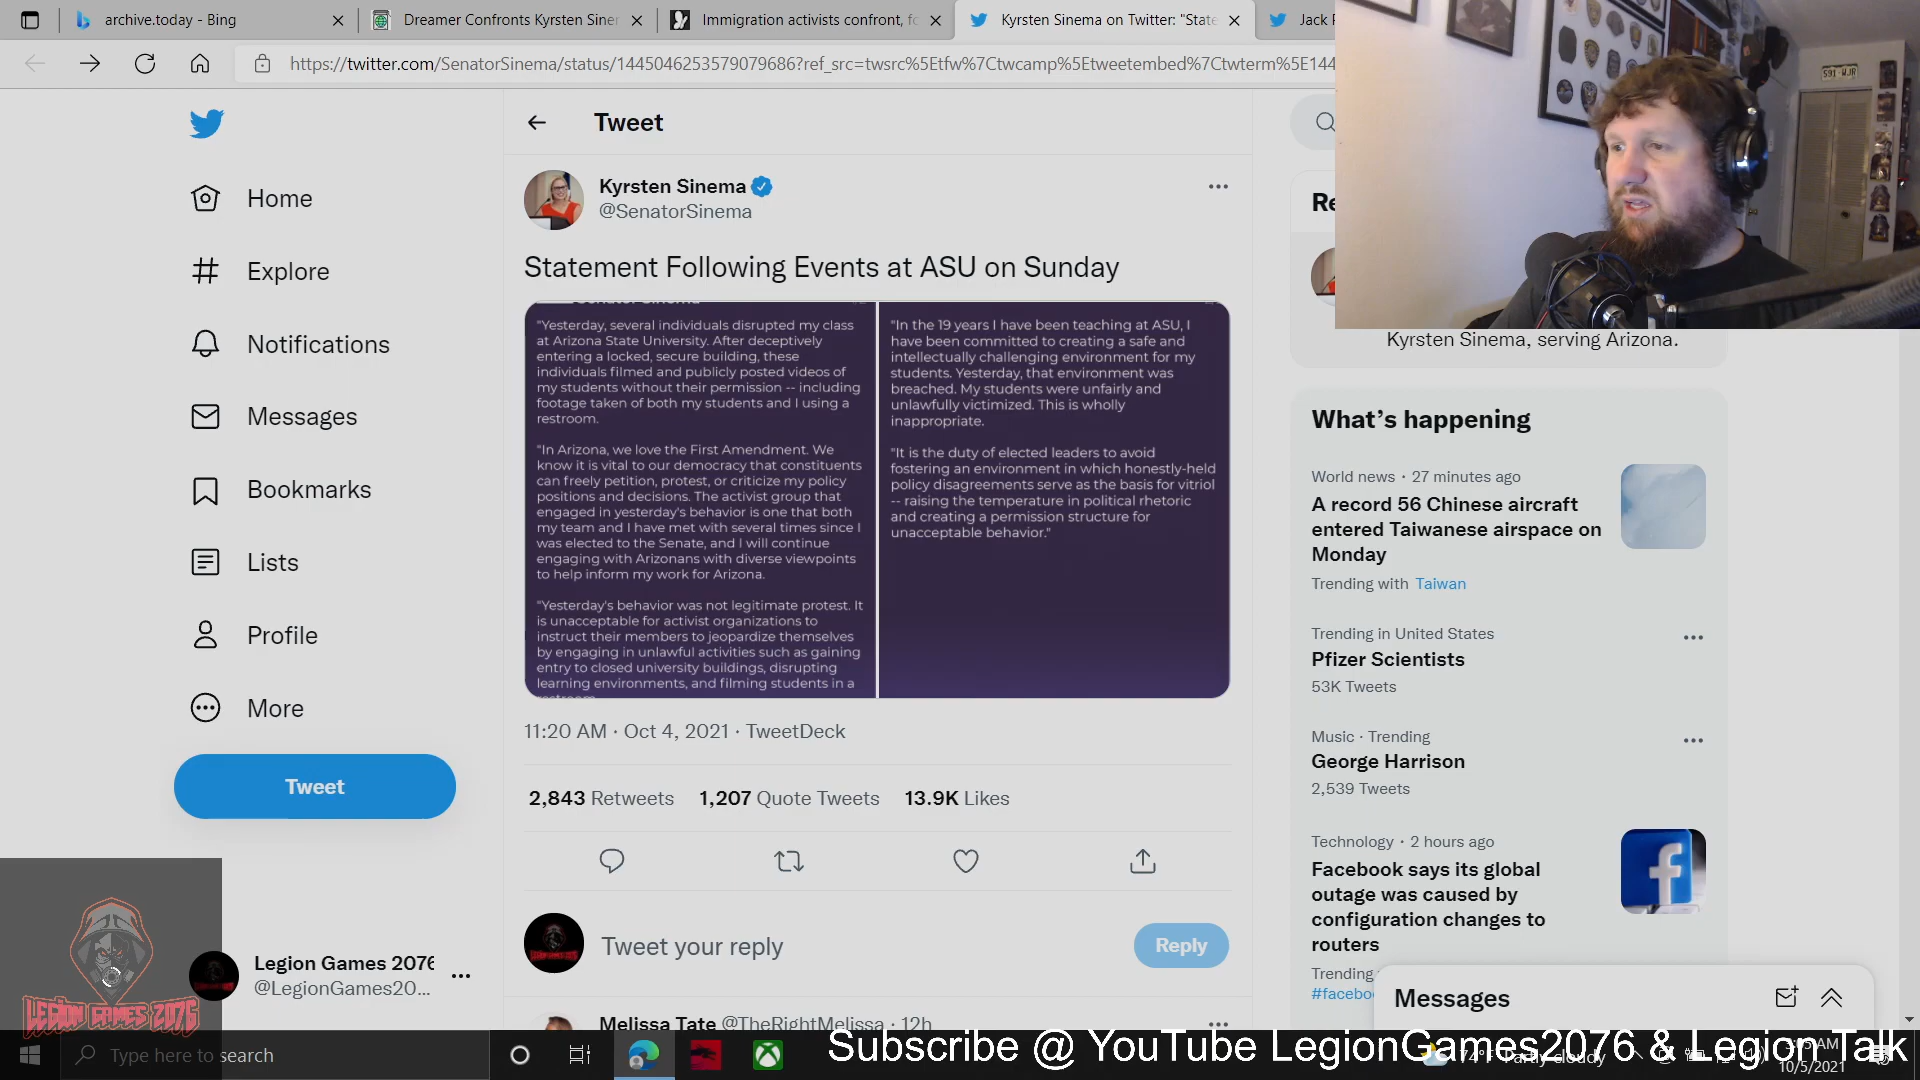 archive.today - Bing
Dreamer Confronts Kyrsten Siner
Immigration activists confront, fo
Kyrsten Sinema on Twitter: "State
https://twitter.com/SenatorSinema/status/1445046253579079686?ref_src=twsrc%5Etfw%7Ctwcamp%5Etweetembed%7Ctwterm%5E144
Tweet
Home
Explore
Notifications
Messages
Bookmarks
Lists
Profile
More
Tweet
Legion Games 2076
@LegionGames20...
LEGION GAMES 2076
Kyrsten Sinema
@SenatorSinema
Statement Following Events at ASU on Sunday
"Yesterday, several individuals disrupted my class
at Arizona State University. After deceptively
entering a locked, secure building, these
individuals filmed and publicly posted videos of
my students without their permission -- including
footage taken of both my students and I using a
restroom.
"In Arizona, we love the First Amendment. We
know it is vital to our democracy that constituents
can freely petition, protest, or criticize my policy
positions and decisions. The activist group that
engaged in yesterday's behavior is one that both
my team and I have met with several times since I
was elected to the Senate, and I will continue
engaging with Arizonans with diverse viewpoints
to help inform my work for Arizona.
"Yesterday's behavior was not legitimate protest. It
is unacceptable for activist organizations to
instruct their members to jeopardize themselves
by engaging in unlawful activities such as gaining
entry to closed university buildings, disrupting
learning environments, and filming students in a
"In the 19 years I have been teaching at ASU, I
have been committed to creating a safe and
intellectually challenging environment for my
students. Yesterday, that environment was
breached. My students were unfairly and
unlawfully victimized. This is wholly
inappropriate.
"It is the duty of elected leaders to avoid
fostering an environment in which honestly-held
policy disagreements serve as the basis for vitriol
-- raising the temperature in political rhetoric
and creating a permission structure for
unacceptable behavior."
11:20 AM · Oct 4, 2021 · TweetDeck
2,843 Retweets 1,207 Quote Tweets 13.9K Likes
Tweet your reply
Reply
Melissa Tate @TheRightMelissa · 12h
Kyrsten Sinema, serving Arizona.
What's happening
World news · 27 minutes ago
A record 56 Chinese aircraft
entered Taiwanese airspace on
Monday
Trending with Taiwan
Trending in United States
Pfizer Scientists
53K Tweets
Music · Trending
George Harrison
2,539 Tweets
Technology · 2 hours ago
Facebook says its global
outage was caused by
configuration changes to
routers
Trending
Messages
Type here to search
Subscribe @ YouTube LegionGames2076 & Legion Talk
74°F Partly cloudy
3:05 AM
10/5/2021